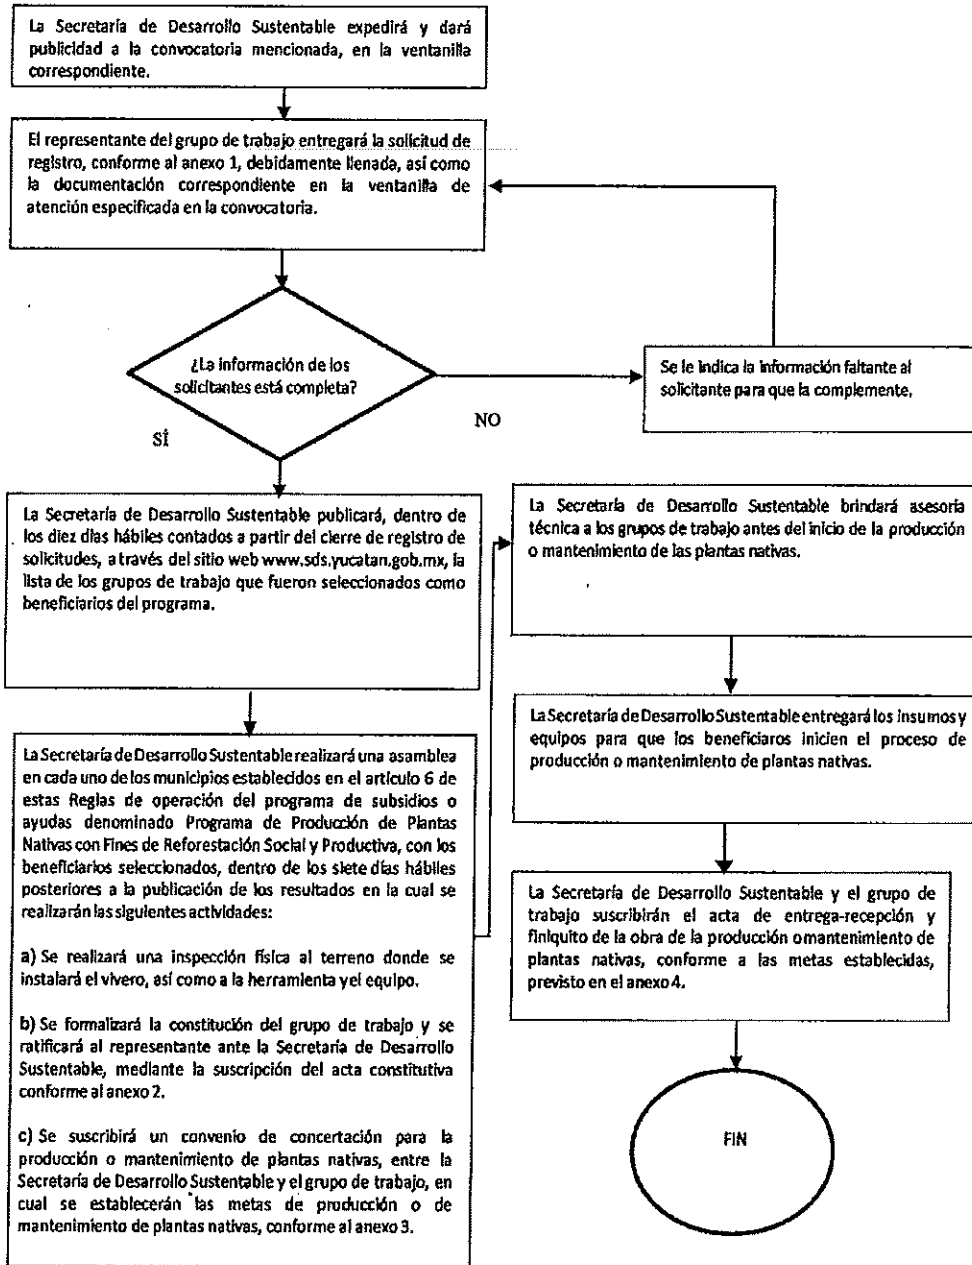 La Secretaría de Desarrollo Sustentable expedirá y dará
publicidad a la convocatoria mencionada, en la ventanilla
correspondiente.
El representante del grupo de trabajo entregará la solicitud de
registro, conforme al anexo 1, debidamente llenada, así como
la documentación correspondiente en la ventanilla de
atención especificada en la convocatoria.
¿La información de los
solicitantes está completa?
Se le indica la información faltante al
solicitante para que la complemente.
NO
SÍ
La Secretaría de Desarrollo Sustentable publicará, dentro de
los diez días hábiles contados a partir del cierre de registro de
solicitudes, a través del sitio web www.sds.yucatan.gob.mx, la
lista de los grupos de trabajo que fueron seleccionados como
beneficiarios del programa.
La Secretaría de Desarrollo Sustentable realizará una asamblea
en cada uno de los municipios establecidos en el artículo 6 de
estas Reglas de operación del programa de subsidios o
ayudas denominado Programa de Producción de Plantas
Nativas con Fines de Reforestación Social y Productiva, con los
beneficiarios seleccionados, dentro de los siete días hábiles
posteriores a la publicación de los resultados en la cual se
realizarán las siguientes actividades:
a) Se realizará una inspección física al terreno donde se
instalará el vivero, así como a la herramienta yel equipo.
b) Se formalizará la constitución del grupo de trabajo y se
ratificará al representante ante la Secretaría de Desarrollo
Sustentable, mediante la suscripción del acta constitutiva
conforme al anexo 2.
c) Se suscribirá un convenio de concertación para la
producción o mantenimiento de plantas nativas, entre la
Secretaría de Desarrollo Sustentable y el grupo de trabajo, en
cual se establecerán las metas de producción o de
mantenimiento de plantas nativas, conforme al anexo 3.
La Secretaría de Desarrollo Sustentable brindará asesoría
técnica a los grupos de trabajo antes del inicio de la producción
o mantenimiento de las plantas nativas.
La Secretaría de Desarrollo Sustentable entregará los insumos y
equipos para que los beneficiaros inicien el proceso de
producción o mantenimiento de plantas nativas.
La Secretaría de Desarrollo Sustentable y el grupo de
trabajo suscribirán el acta de entrega-recepción y
finiquito de la obra de la producción o mantenimiento de
plantas nativas, conforme a las metas establecidas,
previsto en el anexo 4.
FIN